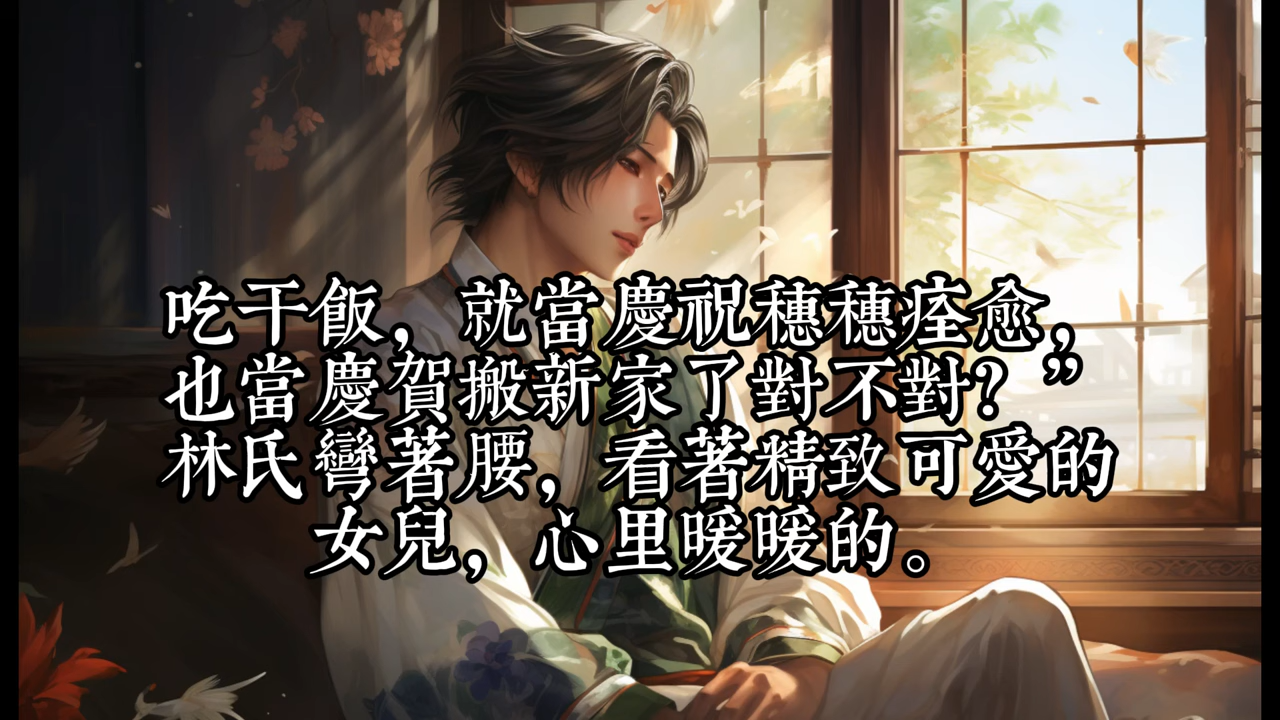 吃干飯，就當慶祝穗穗痊愈，
也當慶賀搬新家了對不對？”
林氏彎著腰，看著精致可愛的
女兒，心里暖暖的。